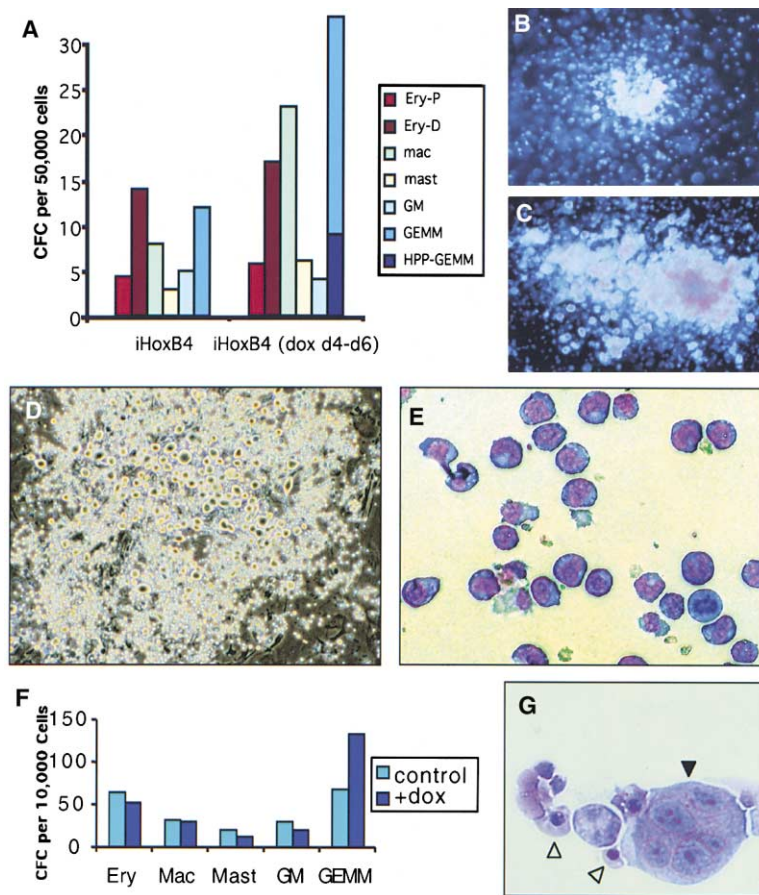 A
CFC per 50,000 cells
30
25
20
15
10
5
0
iHoxB4
iHoxB4 (dox d4-d6)
Ery-P
Ery-D
mac
mast
GM
GEMM
HPP-GEMM
B
C
D
E
F
CFC per 10,000 Cells
150
100
50
0
Ery
Mac
Mast
GM
GEMM
control
+dox
G